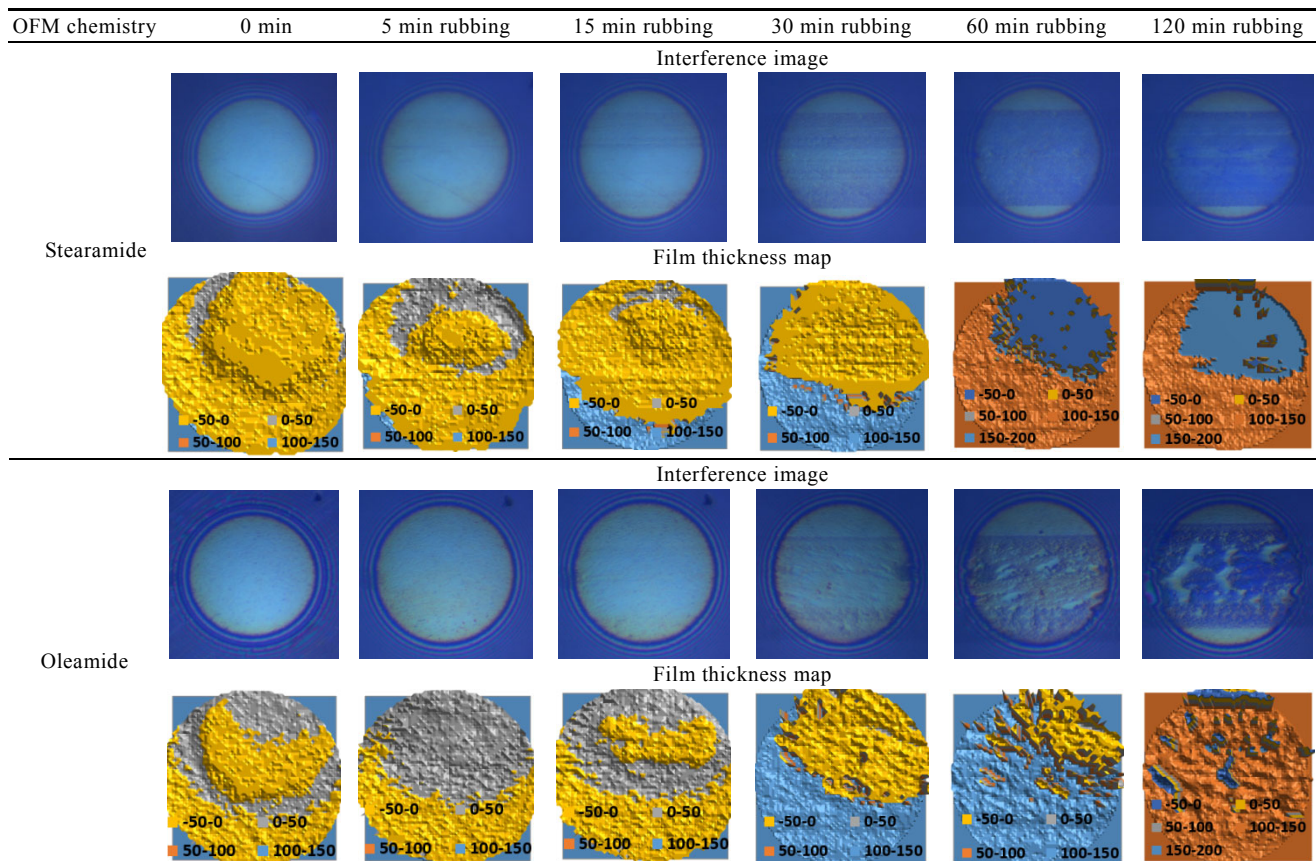 OFM chemistry 0 min 5 min rubbing 15 min rubbing 30 min rubbing 60 min rubbing 120 min rubbing
Interference image
Stearamide
Film thickness map
-50-0 0-50 -50-0 0-50 -50-0 0-50 -50-0 0-50 -50-0 0-50 -50-0 0-50
50-100 100-150 50-100 100-150 50-100 100-150 50-100 100-150 50-100 100-150 50-100 100-150
150-200 150-200
Interference image
Oleamide
Film thickness map
-50-0 0-50 -50-0 0-50 -50-0 0-50 -50-0 0-50 -50-0 0-50 -50-0 0-50
50-100 100-150 50-100 100-150 50-100 100-150 50-100 100-150 50-100 100-150 50-100 100-150
150-200